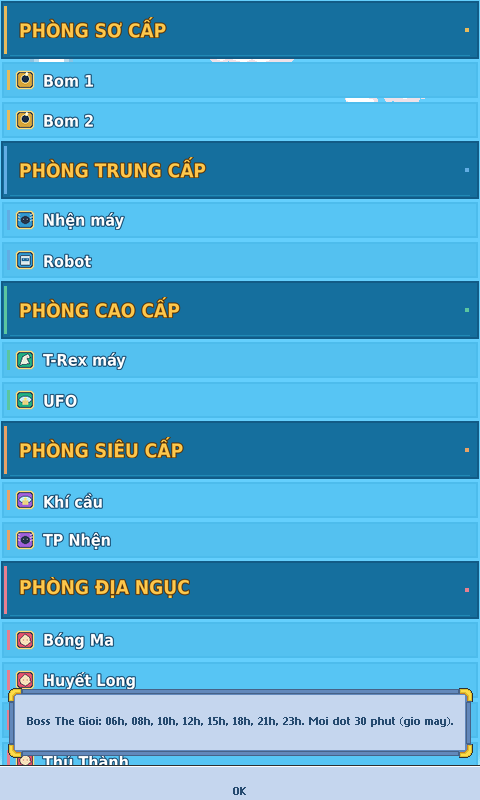 PHÒNG SƠ CẤP
Bom 1
Bom 2
PHÒNG TRUNG CẤP
Nhện máy
Robot
PHÒNG CAO CẤP
T-Rex máy
UFO
PHÒNG SIÊU CẤP
Khí cầu
TP Nhện
PHÒNG ĐỊA NGỤC
Bóng Ma
Huyết Long
Boss The Gioi: 06h, 08h, 10h, 12h, 15h, 18h, 21h, 23h. Moi dot 30 phut (gio may).
Thú Thành
OK